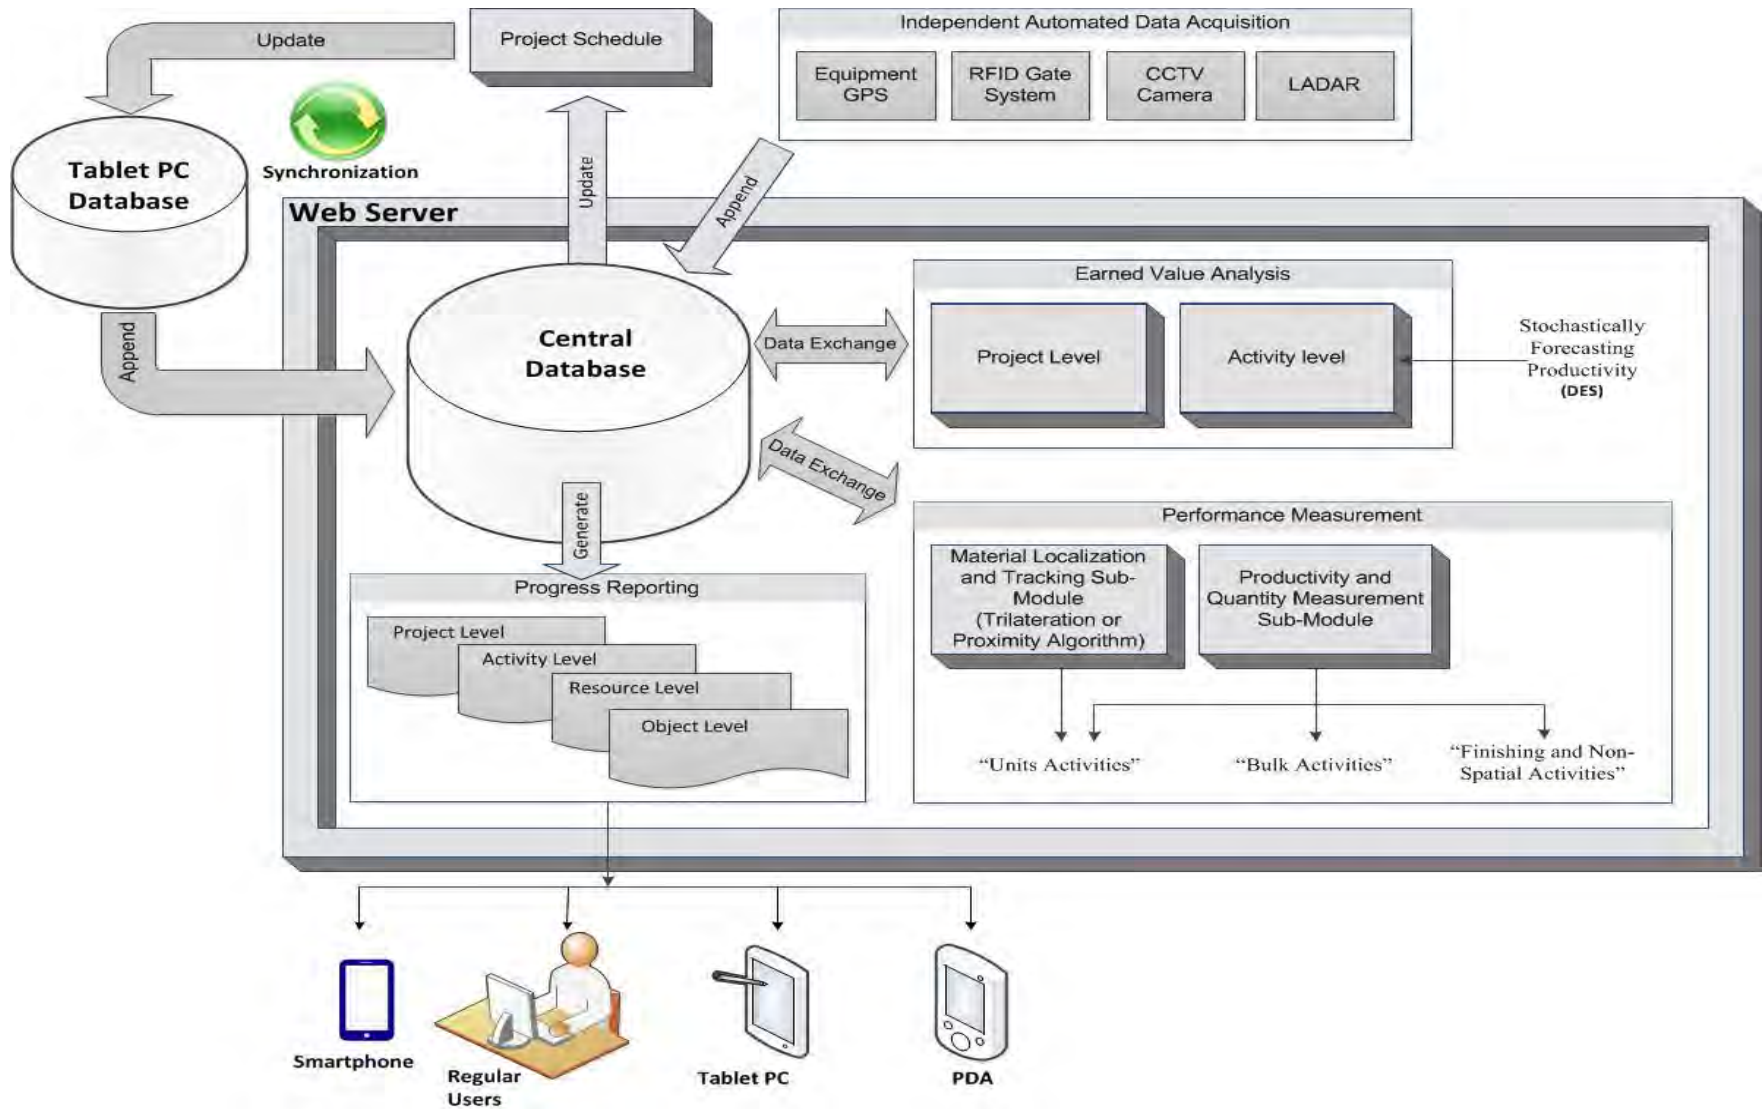 Update
Project Schedule
Independent Automated Data Acquisition
Equipment
GPS
RFID Gate
System
CCTV
Camera
LADAR
Synchronization
Tablet PC
Database
Update
Append
Web Server
Append
Central
Database
Data Exchange
Earned Value Analysis
Project Level
Activity level
Stochastically
Forecasting
Productivity
(DES)
Data Exchange
Generate
Performance Measurement
Material Localization
and Tracking Sub-
Module
(Trilateration or
Proximity Algorithm)
Productivity and
Quantity Measurement
Sub-Module
“Units Activities”
“Bulk Activities”
“Finishing and Non-
Spatial Activities”
Progress Reporting
Project Level
Activity Level
Resource Level
Object Level
Smartphone
Regular
Users
Tablet PC
PDA